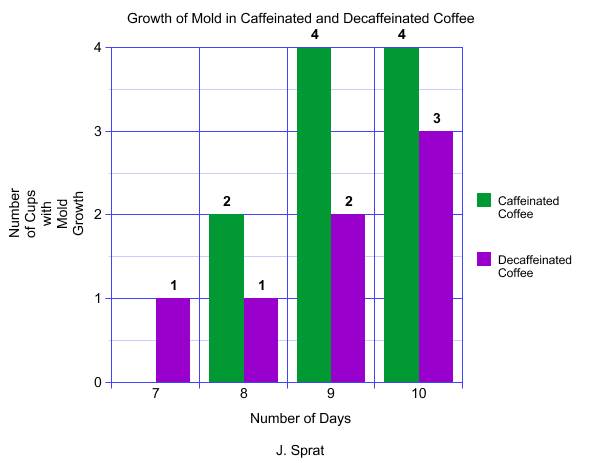 Growth of Mold in Caffeinated and Decaffeinated Coffee
4
4
4
3
3
Number
of Cups
with
Mold
Growth
2
2
2
1
1
1
0
7
8
9
10
Number of Days
J. Sprat
Caffeinated
Coffee
Decaffeinated
Coffee